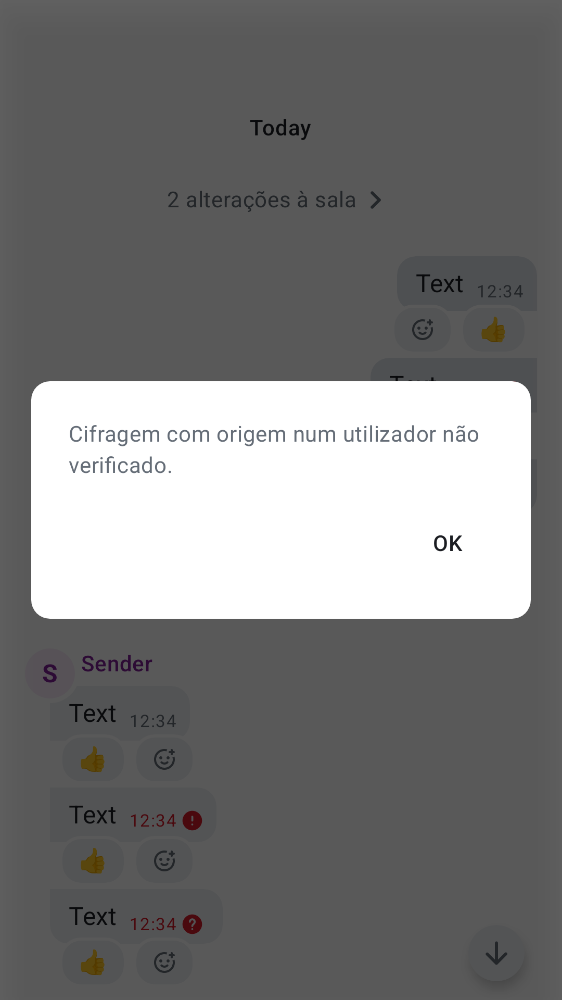 Today
2 alterações à sala
Text 12:34
Cifragem com origem num utilizador não
verificado.
OK
S
Sender
Text 12:34
Text 12:34
Text 12:34